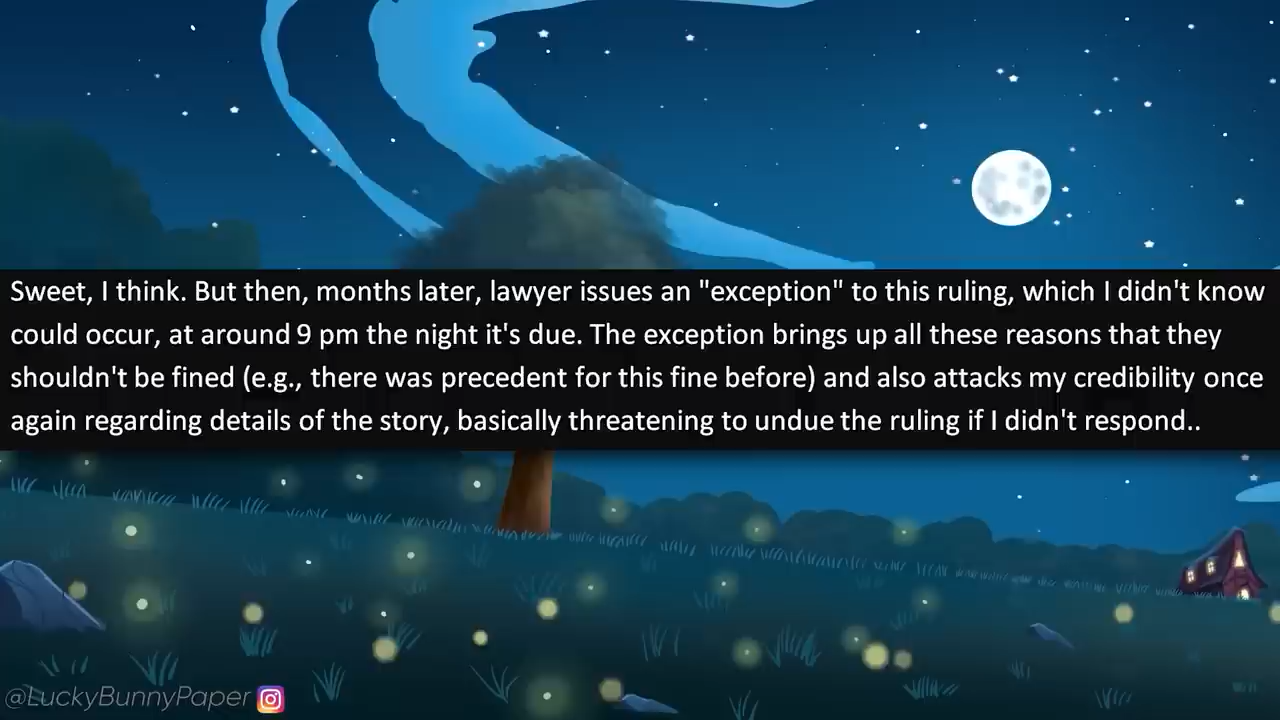 Sweet, I think. But then, months later, lawyer issues an "exception" to this ruling, which I didn't know
could occur, at around 9 pm the night it's due. The exception brings up all these reasons that they
shouldn't be fined (e.g., there was precedent for this fine before) and also attacks my credibility once
again regarding details of the story, basically threatening to undue the ruling if I didn't respond..
@LuckyBunnyPaper